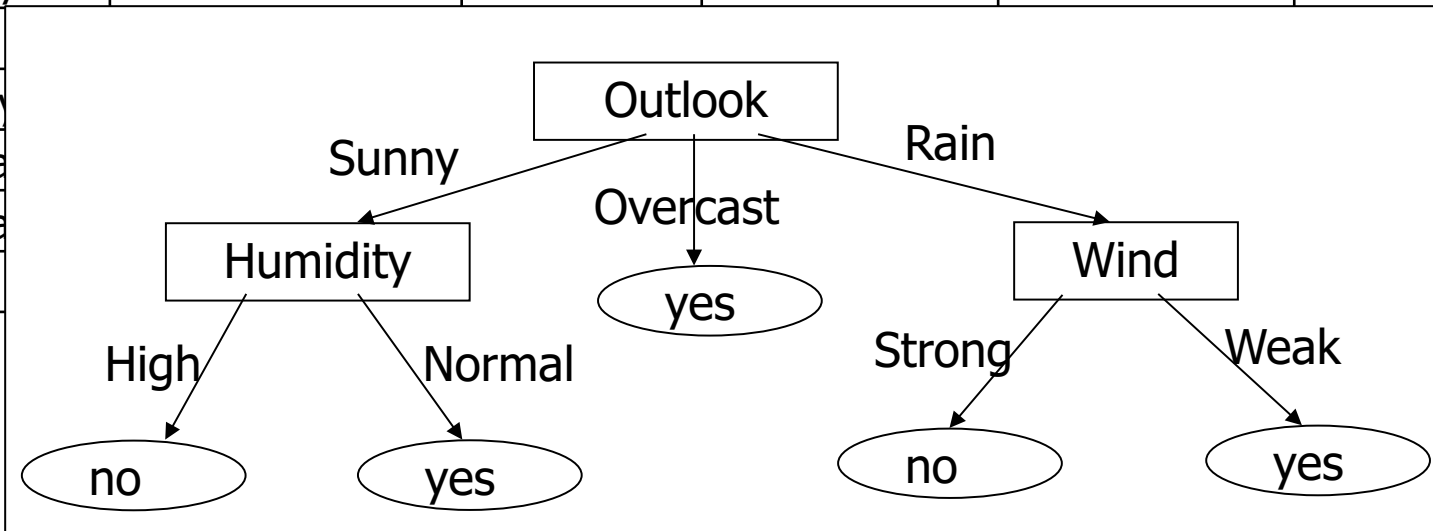 Outlook
Sunny
Rain
Overcast
Humidity
Wind
yes
High
Normal
Strong
Weak
no
yes
no
yes